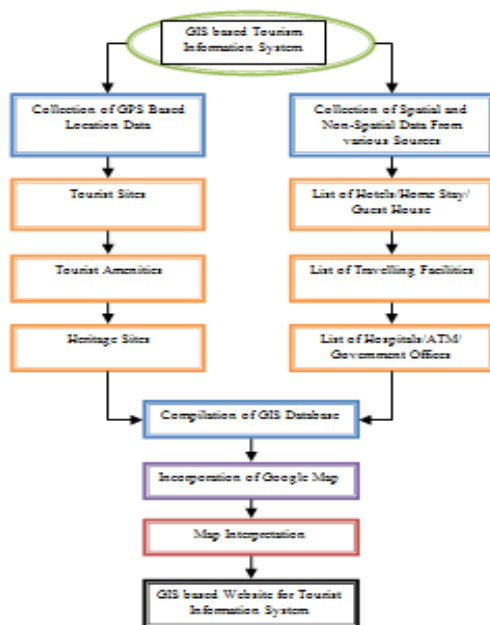 GIS based Tourism
Information System
Collection of GPS Based
Location Data
Collection of Spatial and
Non-Spatial Data From
various Sources
Tourist Sites
List of Hotels/Home Stay/
Guest House
Tourist Amenities
List of Travelling Facilities
Heritage Sites
List of Hospitals/ATM/
Government Offices
Compilation of GIS Database
Incorporation of Google Map
Map Interpretation
GIS based Website for Tourist
Information System